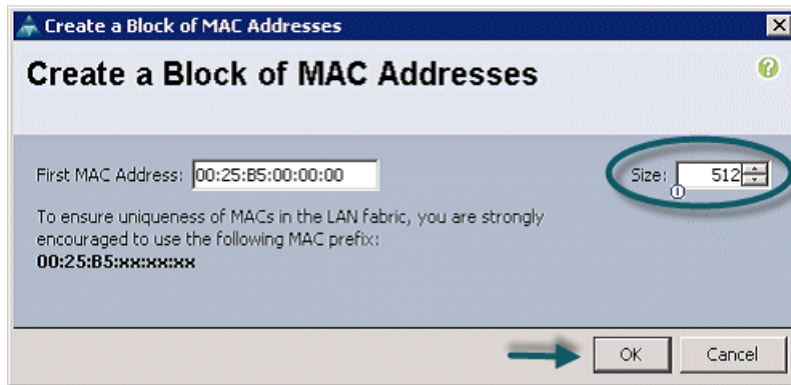 Create a Block of MAC Addresses
Create a Block of MAC Addresses
First MAC Address: 00:25:B5:00:00:00 Size: 512
To ensure uniqueness of MACs in the LAN fabric, you are strongly
encouraged to use the following MAC prefix:
00:25:B5:xx:xx:xx
OK Cancel